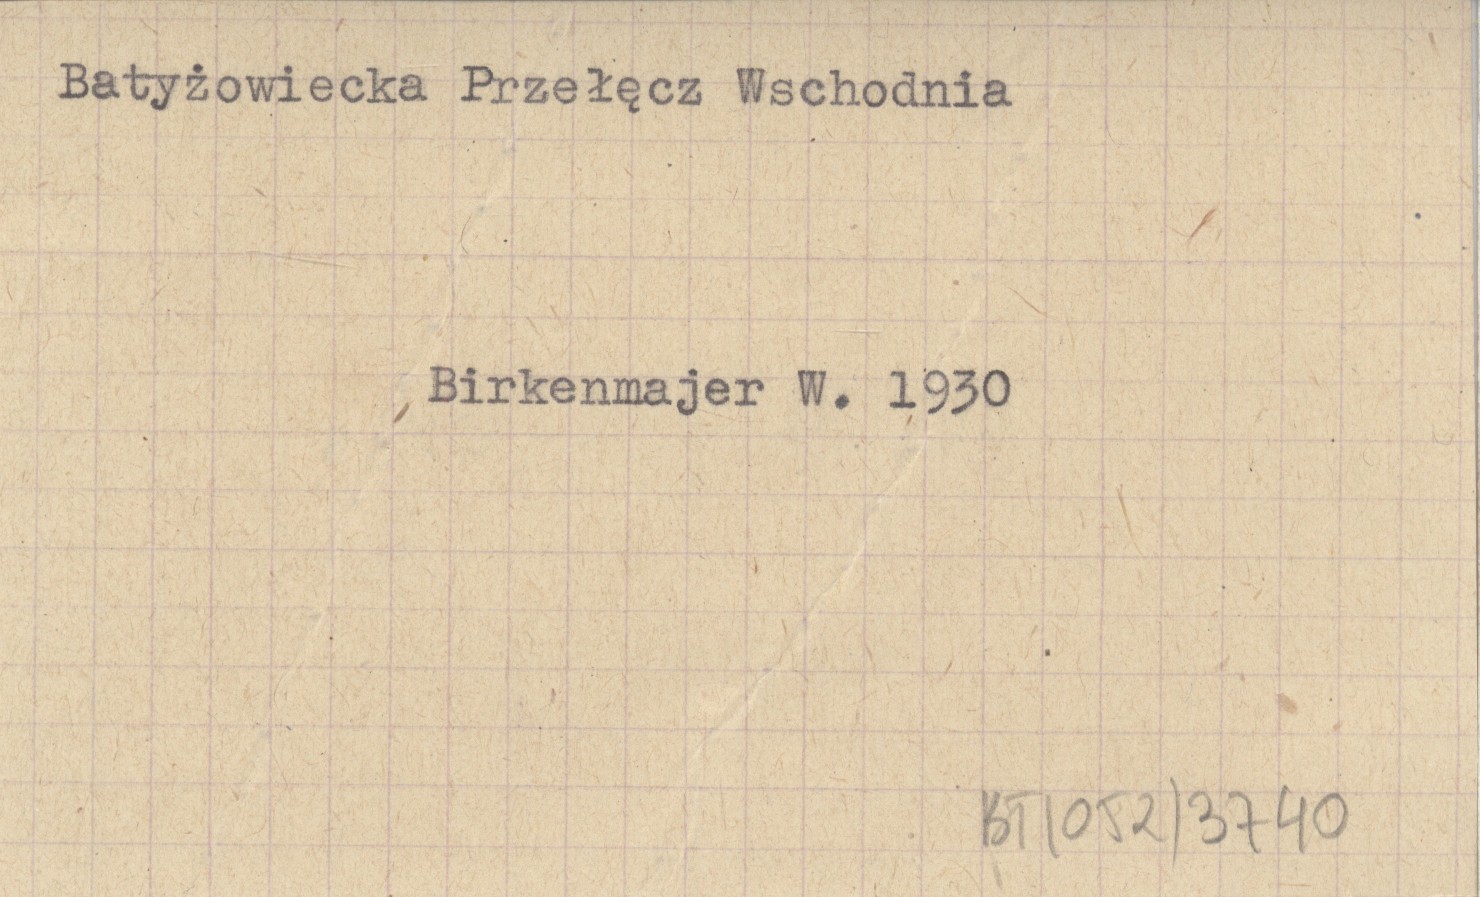 Batyżowiecka Przełęcz Wschodnia
Birkenmajer W. 1930
BT/052/3740